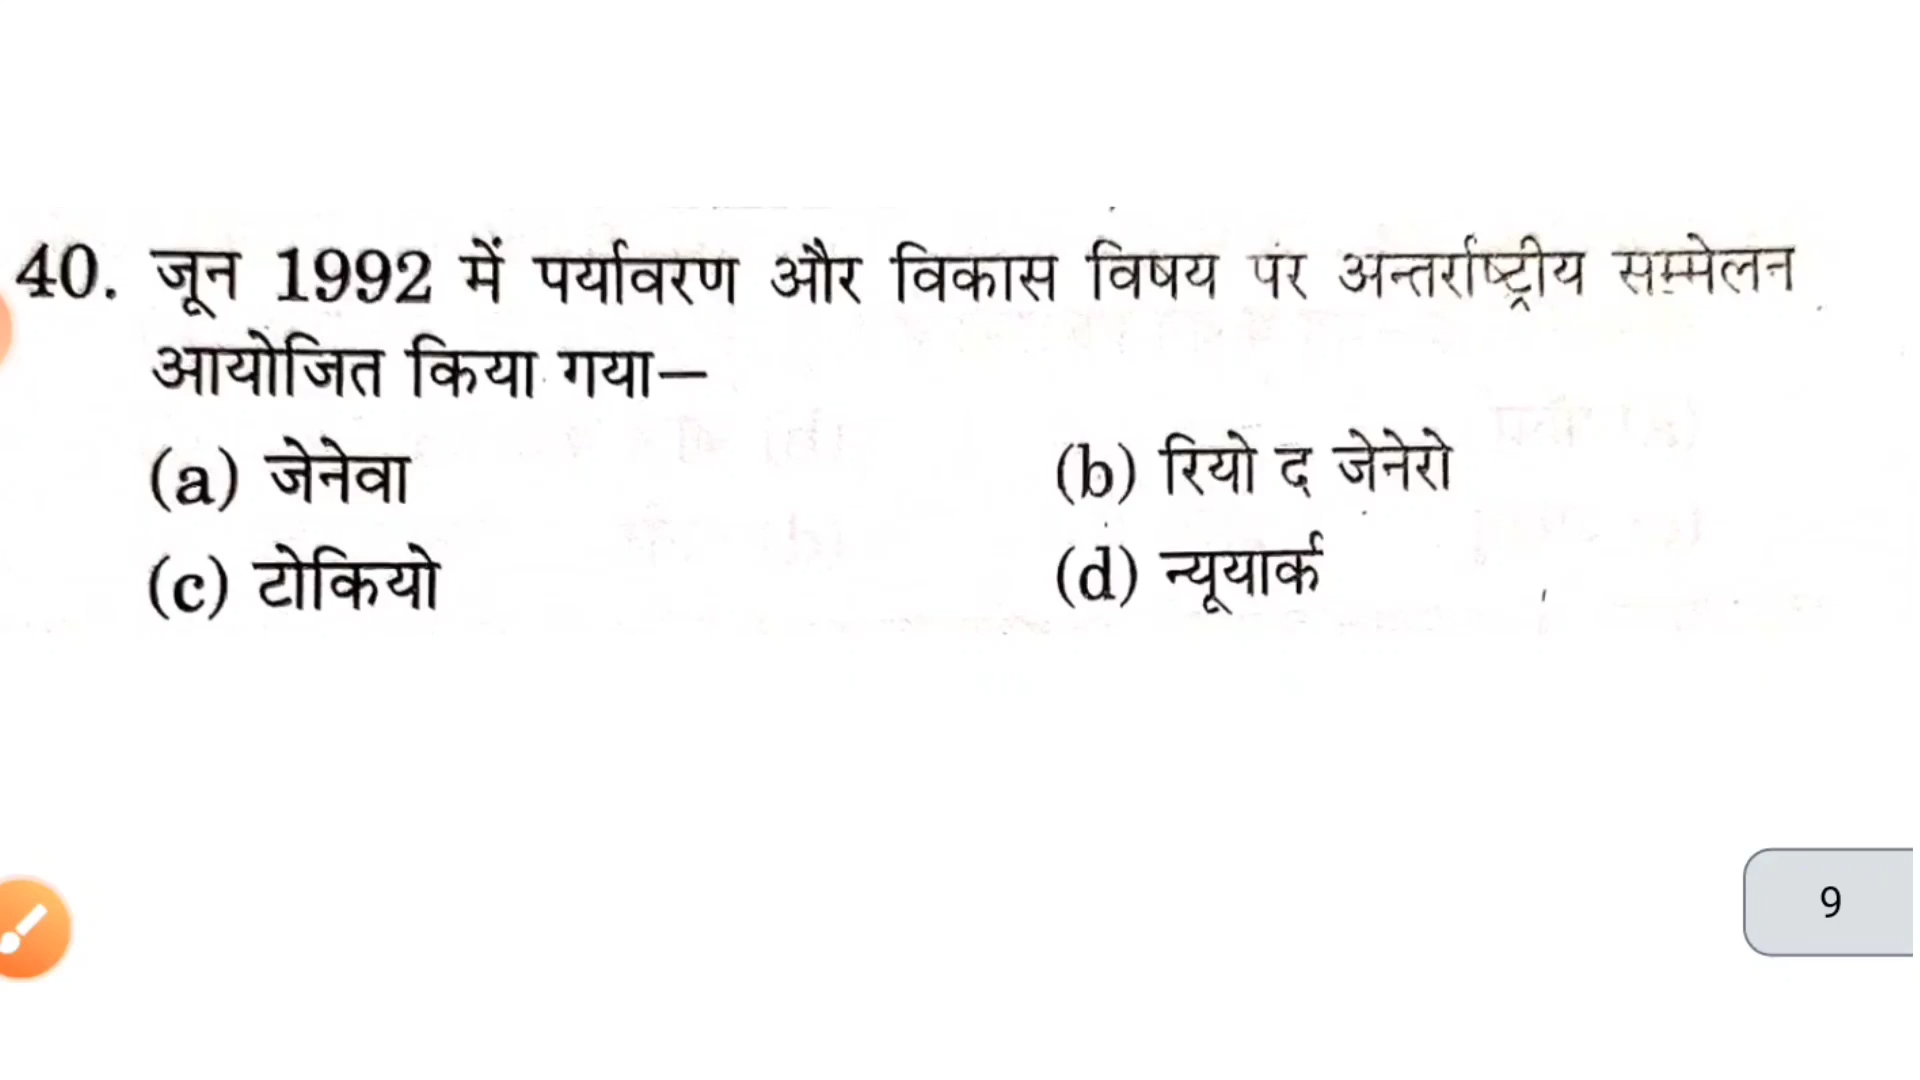 40. जून 1992 में पर्यावरण और विकास विषय पर अन्तर्राष्ट्रीय सम्मेलन
आयोजित किया गया—
(a) जेनेवा (b) रियो द जेनेरो
(c) टोकियो (d) न्यूयार्क
9